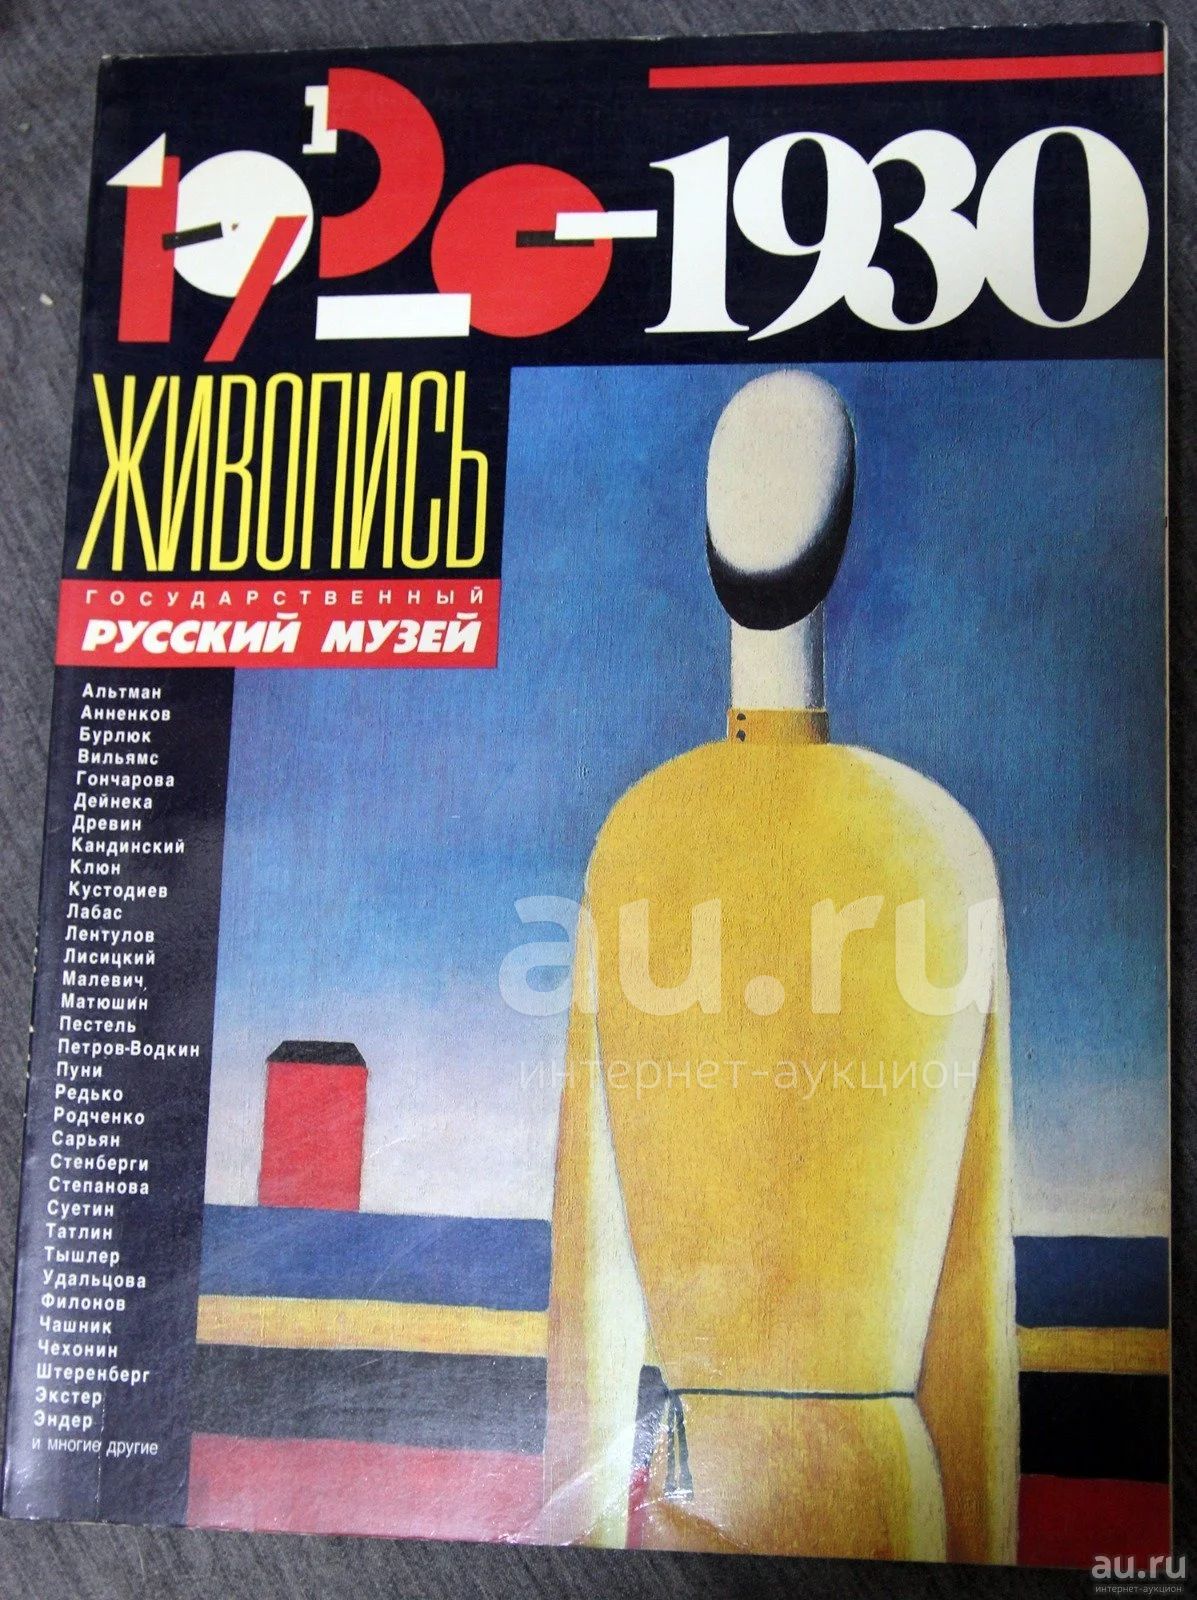 1920-1930
ЖИВОПИСЬ
ГОСУДАРСТВЕННЫЙ
РУССКИЙ МУЗЕЙ
Альтман
Анненков
Бурлюк
Вильямс
Гончарова
Дейнека
Древин
Кандинский
Клюн
Кустодиев
Лабас
Лентулов
Лисицкий
Малевич
Матюшин
Пестель
Петров-Водкин
Пуни
Редько
Родченко
Сарьян
Стенберги
Степанова
Суетин
Татлин
Тышлер
Удальцова
Филонов
Чашник
Чехонин
Штеренберг
Экстер
Эндер
и многие другие
au.ru
интернет-аукцион
au.ru
интернет-аукцион